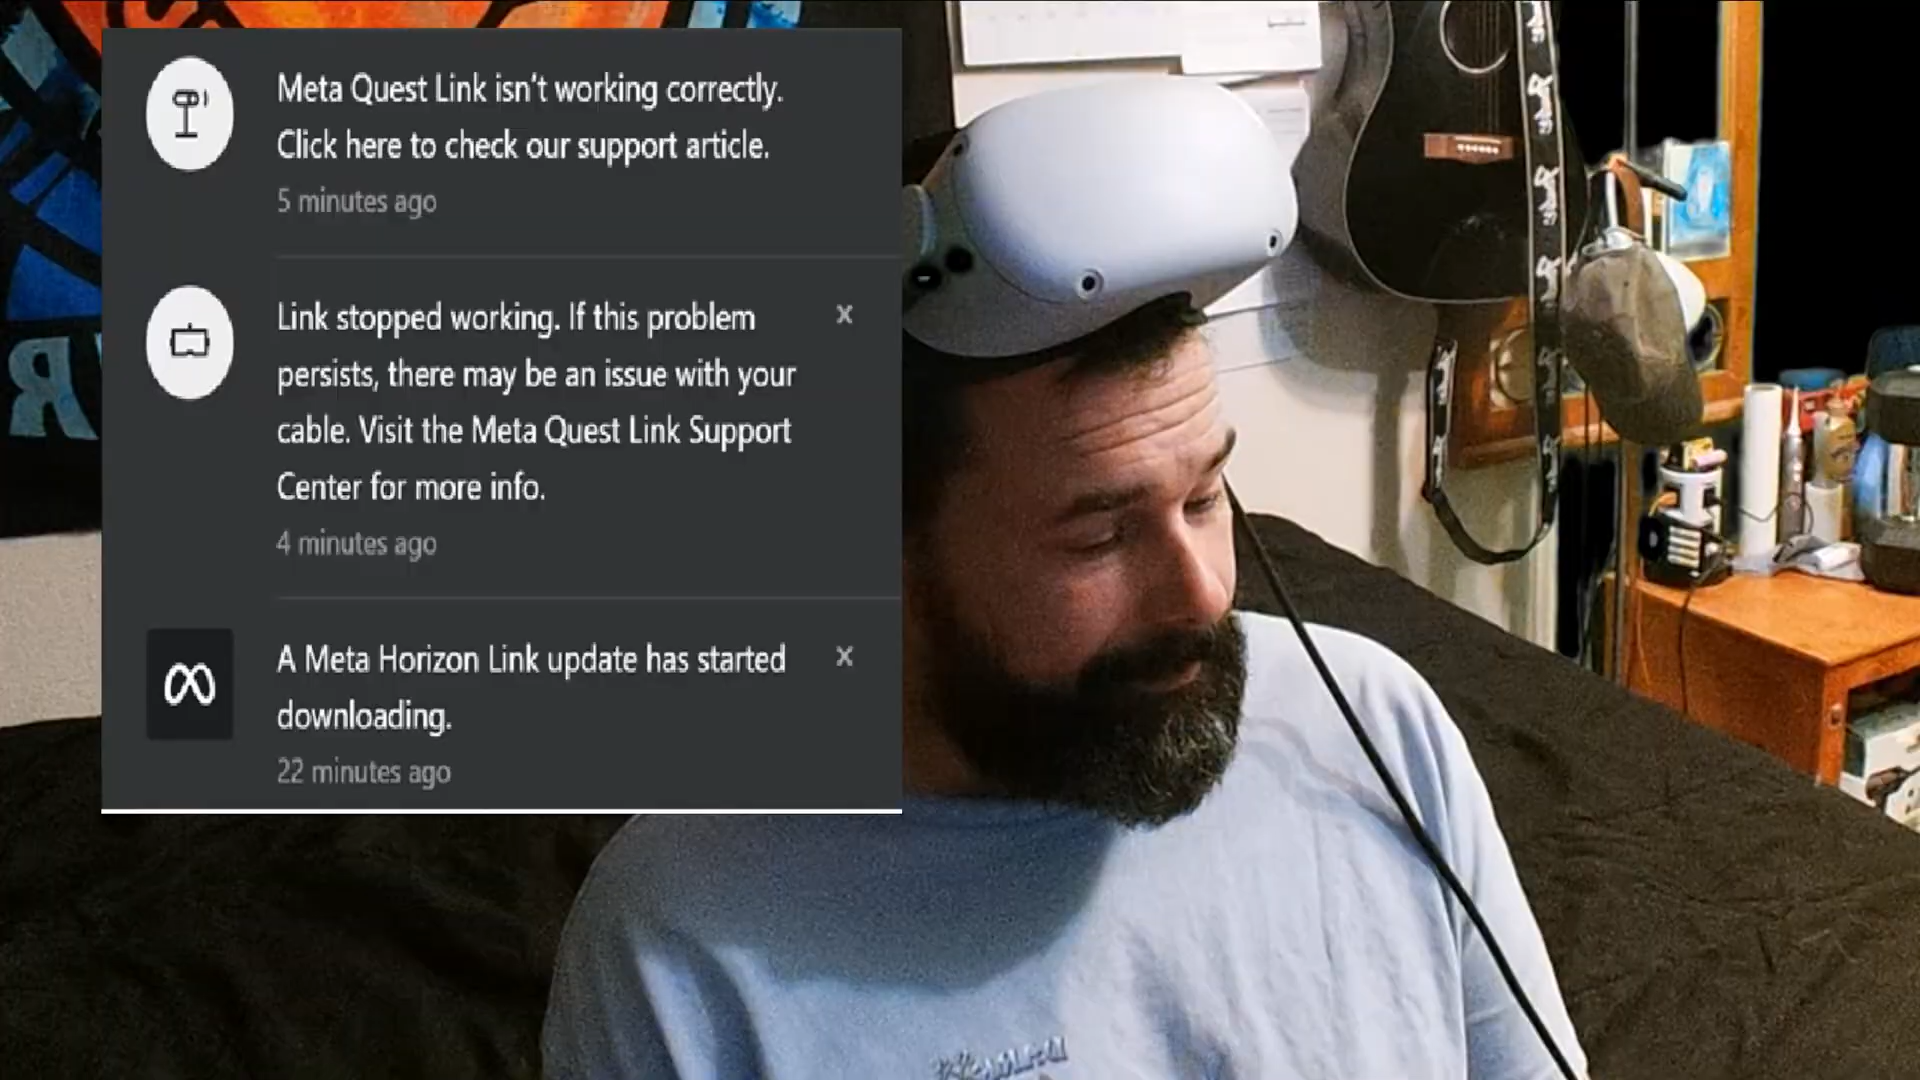 Meta Quest Link isn't working correctly.
Click here to check our support article.
5 minutes ago
Link stopped working. If this problem
persists, there may be an issue with your
cable. Visit the Meta Quest Link Support
Center for more info.
4 minutes ago
A Meta Horizon Link update has started
downloading.
22 minutes ago